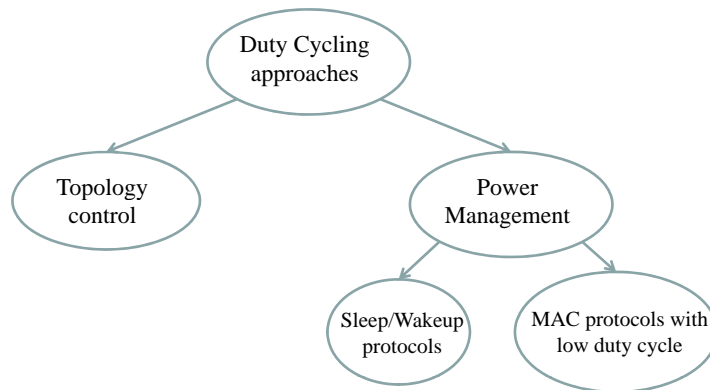 Duty Cycling
approaches
Topology
control
Power
Management
Sleep/Wakeup
protocols
MAC protocols with
low duty cycle